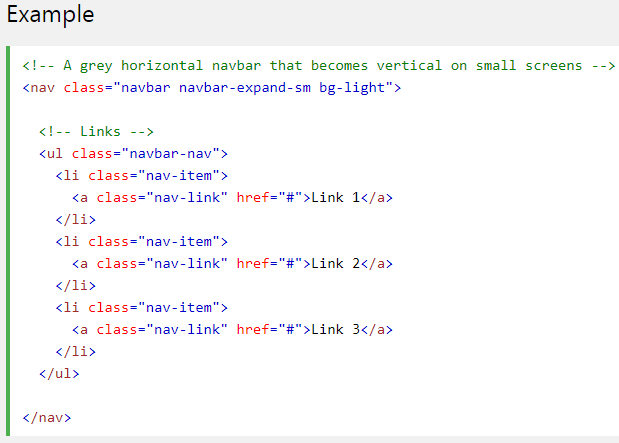 Example
<!-- A grey horizontal navbar that becomes vertical on small screens -->
<nav class="navbar navbar-expand-sm bg-light">
<!-- Links -->
<ul class="navbar-nav">
<li class="nav-item">
<a class="nav-link" href="#">Link 1</a>
</li>
<li class="nav-item">
<a class="nav-link" href="#">Link 2</a>
</li>
<li class="nav-item">
<a class="nav-link" href="#">Link 3</a>
</li>
</ul>
</nav>